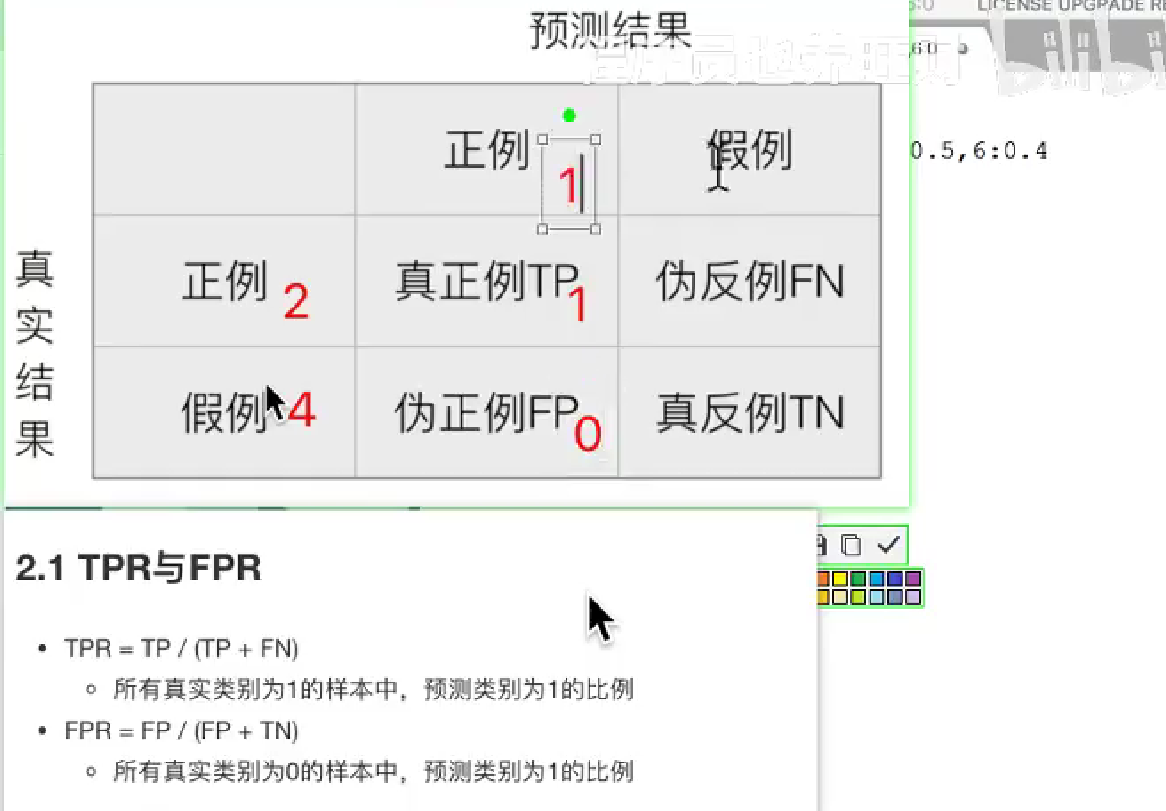 LICENSE UPGRADE RE
预测结果
正例 假例
1
0.5,6:0.4
真实结果
正例 2 真正例TP 1 伪反例FN
假例 4 伪正例FP 0 真反例TN
2.1 TPR与FPR
• TPR = TP / (TP + FN)
○ 所有真实类别为1的样本中，预测类别为1的比例
• FPR = FP / (FP + TN)
○ 所有真实类别为0的样本中，预测类别为1的比例